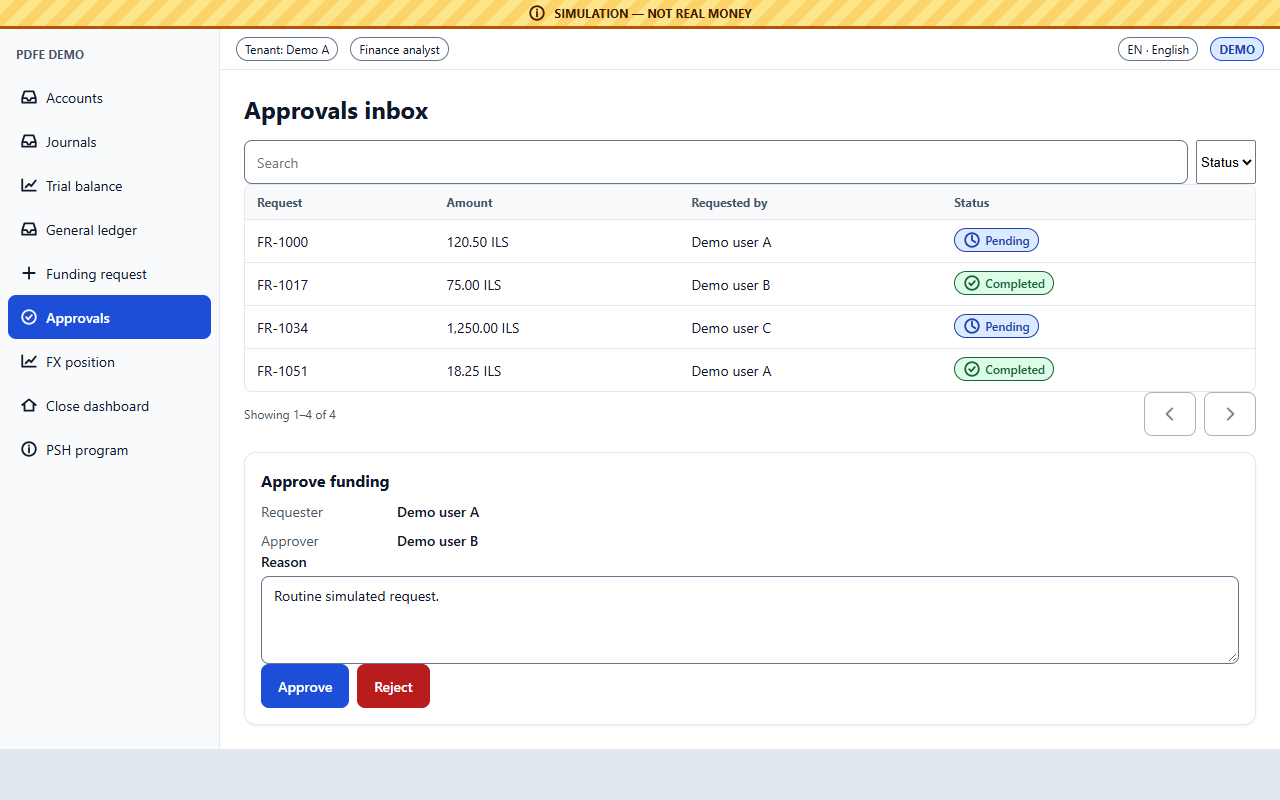 SIMULATION — NOT REAL MONEY
PDFE DEMO
Tenant: Demo A
Finance analyst
EN · English
DEMO
Accounts
Journals
Trial balance
General ledger
Funding request
Approvals
FX position
Close dashboard
PSH program
Approvals inbox
Search
Status
Request Amount Requested by Status
FR-1000 120.50 ILS Demo user A Pending
FR-1017 75.00 ILS Demo user B Completed
FR-1034 1,250.00 ILS Demo user C Pending
FR-1051 18.25 ILS Demo user A Completed
Showing 1–4 of 4
Approve funding
Requester Demo user A
Approver Demo user B
Reason
Routine simulated request.
Approve
Reject